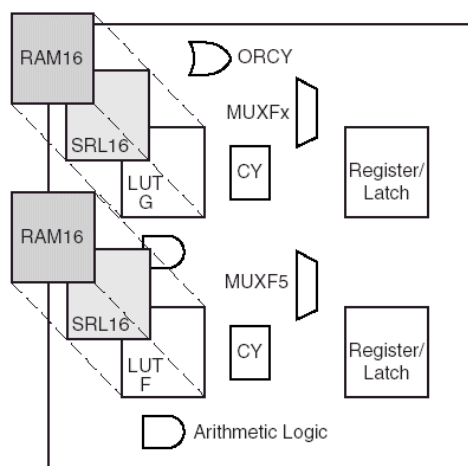 RAM16
ORCY
MUXFx
SRL16
LUT
G
CY
Register/
Latch
RAM16
MUXF5
SRL16
LUT
F
CY
Register/
Latch
Arithmetic Logic